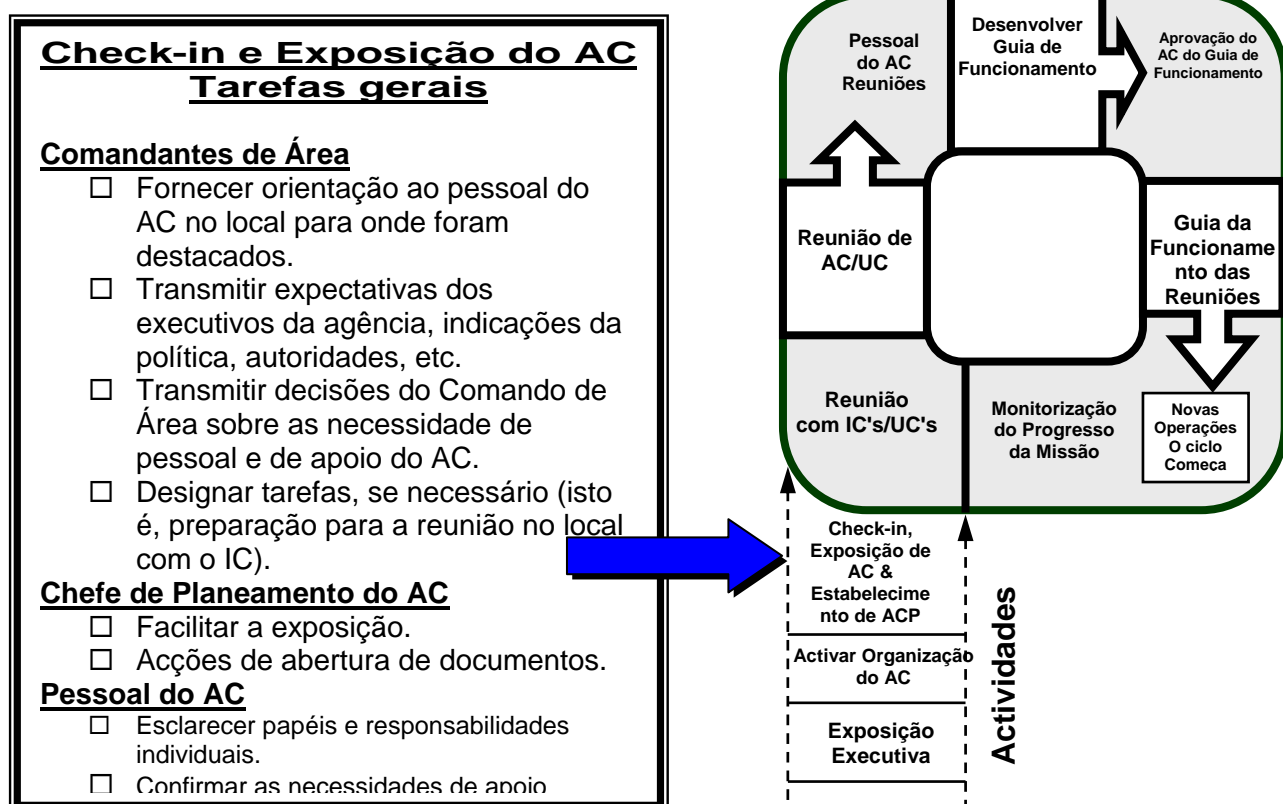 Check-in e Exposição do AC
Tarefas gerais
Comandantes de Área
☐ Fornecer orientação ao pessoal do
AC no local para onde foram
destacados.
☐ Transmitir expectativas dos
executivos da agência, indicações da
política, autoridades, etc.
☐ Transmitir decisões do Comando de
Área sobre as necessidade de
pessoal e de apoio do AC.
☐ Designar tarefas, se necessário (isto
é, preparação para a reunião no local
com o IC).
Chefe de Planeamento do AC
☐ Facilitar a exposição.
☐ Acções de abertura de documentos.
Pessoal do AC
☐ Esclarecer papéis e responsabilidades
individuais.
☐ Confirmar as necessidades de apoio
Pessoal
do AC
Reuniões
Desenvolver
Guia de
Funcionamento
Aprovação do
AC do Guia de
Funcionamento
Reunião de
AC/UC
Guia da
Funcioname
nto das
Reuniões
Reunião
com IC's/UC's
Monitorização
do Progresso
da Missão
Novas
Operações
O ciclo
Começa
Check-in,
Exposição de
AC &
Estabelecime
nto de ACP
Activar Organização
do AC
Exposição
Executiva
Actividades